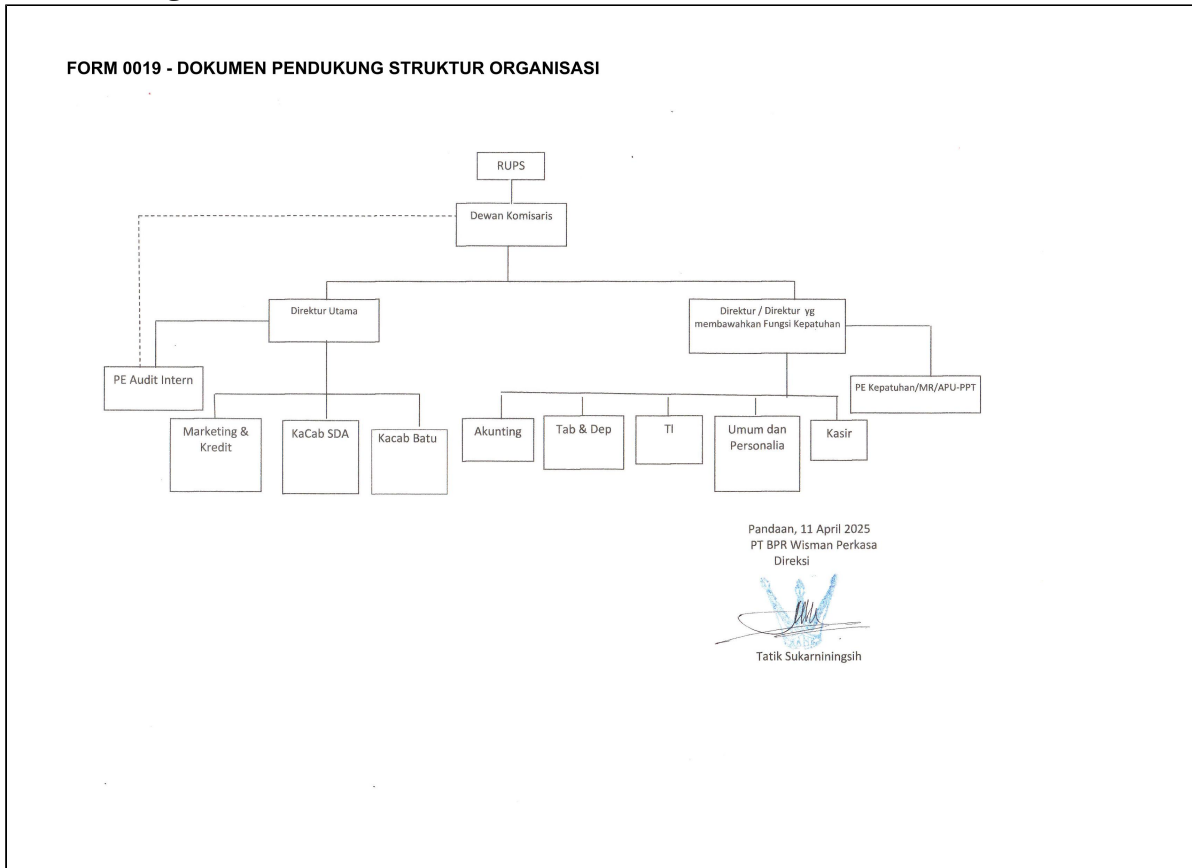 FORM 0019 - DOKUMEN PENDUKUNG STRUKTUR ORGANISASI
RUPS
Dewan Komisaris
Direktur Utama
Direktur / Direktur yg
membawahkan Fungsi Kepatuhan
PE Audit Intern
PE Kepatuhan/MR/APU-PPT
Marketing &
Kredit
KaCab SDA
Kacab Batu
Akunting
Tab & Dep
TI
Umum dan
Personalia
Kasir
Pandaan, 11 April 2025
PT BPR Wisman Perkasa
Direksi
Tatik Sukarniningsih